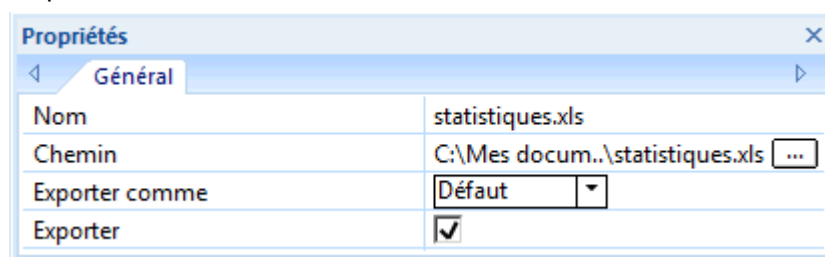 Propriétés
Général
Nom statistiques.xls
Chemin C:\Mes docum..\statistiques.xls ...
Exporter comme Défaut
Exporter